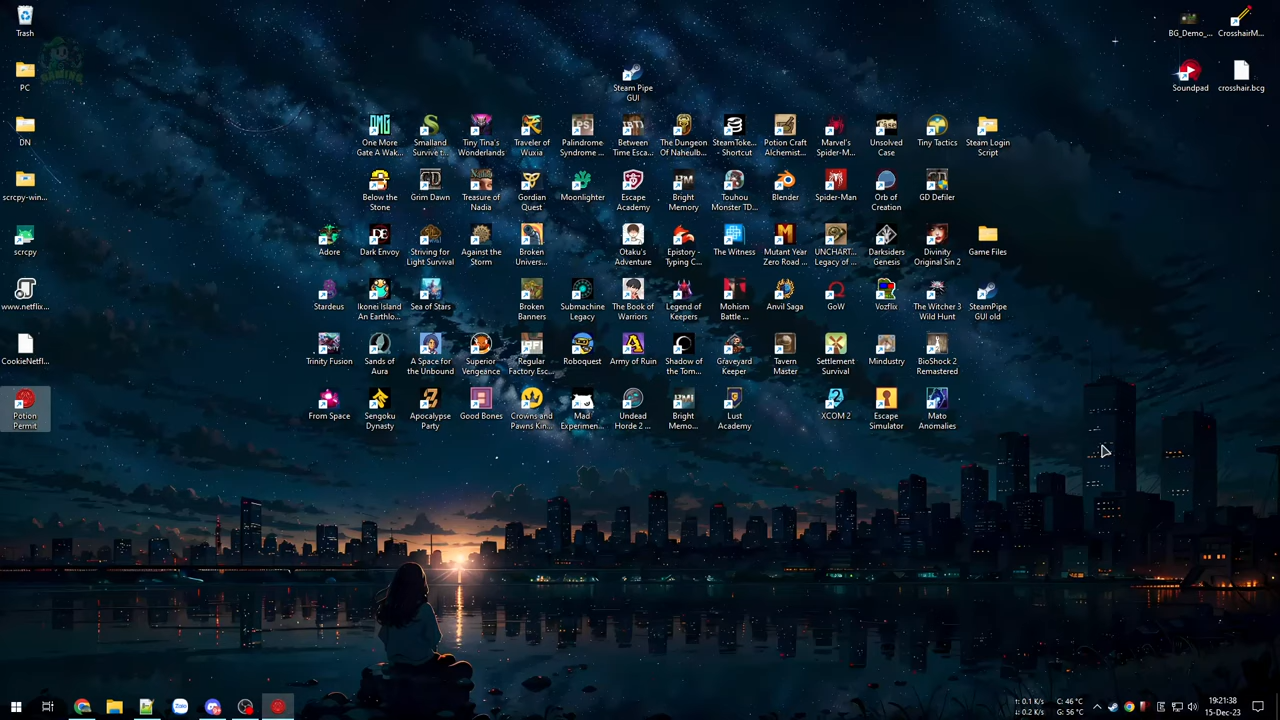 Trash
BG_Demo_...
CrosshairM...
GAMING
PC
Steam Pipe
GUI
Soundpad
crosshair.bcg
DN
One More
Gate A Wak...
Smalland
Survive t...
Tiny Tina's
Wonderlands
Traveler of
Wuxia
Palindrome
Syndrome ...
Between
Time Esca...
The Dungeon
Of Naheulb...
SteamToke...
- Shortcut
Potion Craft
Alchemist...
Marvel's
Spider-M...
Unsolved
Case
Tiny Tactics
Steam Login
Script
scrcpy-win...
Below the
Stone
Grim Dawn
Treasure of
Nadia
Gordian
Quest
Moonlighter
Escape
Academy
Bright
Memory
Touhou
Monster TD...
Blender
Spider-Man
Orb of
Creation
GD Defiler
scrcpy
Adore
Dark Envoy
Striving for
Light Survival
Against the
Storm
Broken
Univers...
Otaku's
Adventure
Epistory -
Typing C...
The Witness
Mutant Year
Zero Road ...
UNCHART...
Legacy of ...
Darksiders
Genesis
Divinity
Original Sin 2
Game Files
www.netflix...
Stardeus
Ikonei Island
An Earthlo...
Sea of Stars
Broken
Banners
Submachine
Legacy
The Book of
Warriors
Legend of
Keepers
Mohism
Battle ...
Anvil Saga
GoW
Vozflix
The Witcher 3
Wild Hunt
SteamPipe
GUI old
CookieNetfl...
Trinity Fusion
Sands of
Aura
A Space for
the Unbound
Superior
Vengeance
Regular
Factory Esc...
Roboquest
Army of Ruin
Shadow of
the Tom...
Graveyard
Keeper
Tavern
Master
Settlement
Survival
Mindustry
BioShock 2
Remastered
Potion
Permit
From Space
Sengoku
Dynasty
Apocalypse
Party
Good Bones
Crowns and
Pawns Kin...
Mad
Experimen...
Undead
Horde 2 ...
Bright
Memo...
Lust
Academy
XCOM 2
Escape
Simulator
Mato
Anomalies
Zalo
↑: 0.1 K/s
↓: 0.2 K/s
C: 46 °C
G: 56 °C
19:21:38
15-Dec-23